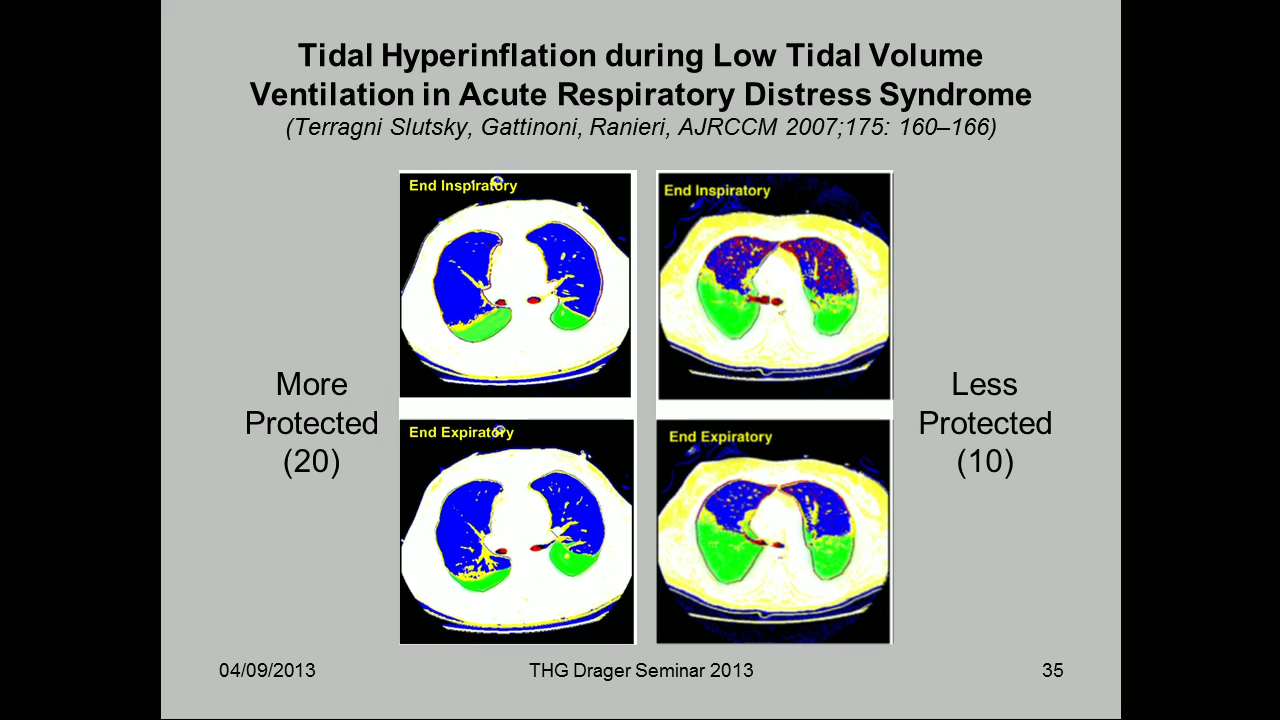 Tidal Hyperinflation during Low Tidal Volume
Ventilation in Acute Respiratory Distress Syndrome
(Terragni Slutsky, Gattinoni, Ranieri, AJRCCM 2007;175: 160–166)
End Inspiratory
End Inspiratory
More
Protected
(20)
Less
Protected
(10)
End Expiratory
End Expiratory
04/09/2013
THG Drager Seminar 2013
35